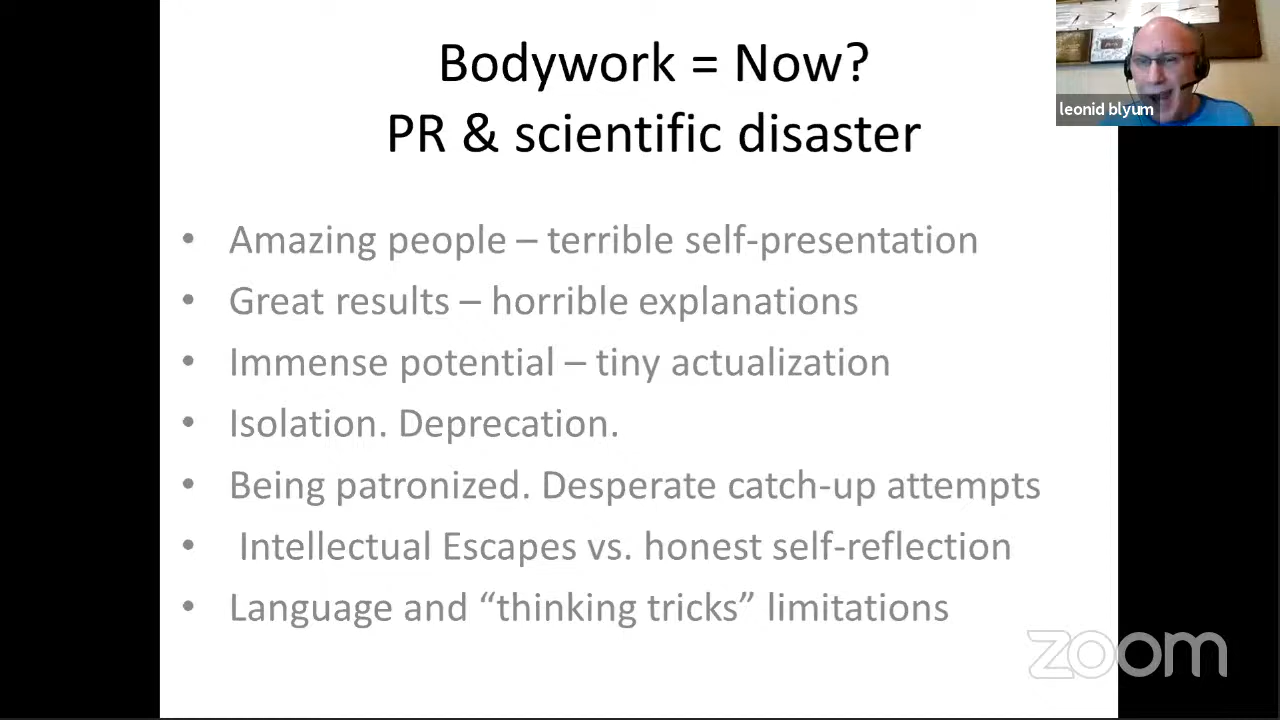 Bodywork = Now?
PR & scientific disaster
leonid blyum
• Amazing people – terrible self-presentation
• Great results – horrible explanations
• Immense potential – tiny actualization
• Isolation. Deprecation.
• Being patronized. Desperate catch-up attempts
• Intellectual Escapes vs. honest self-reflection
• Language and “thinking tricks” limitations
zoom